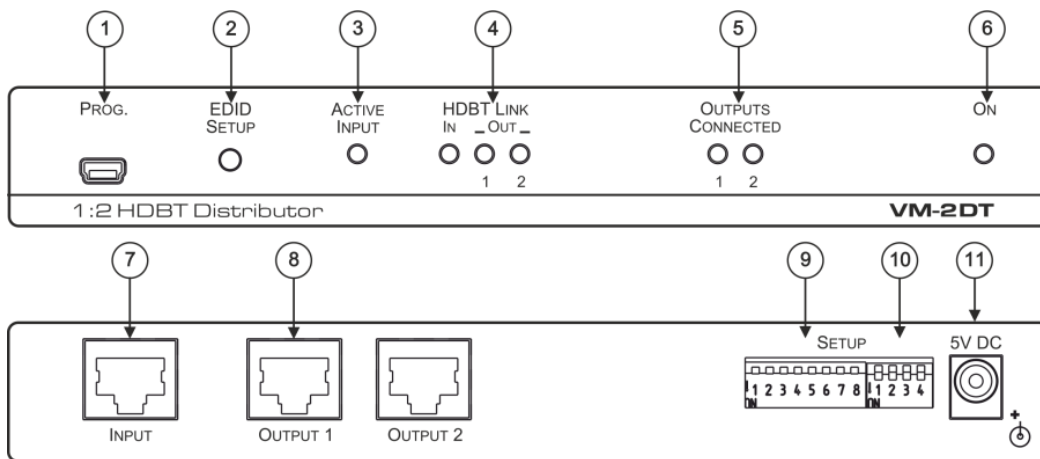 1 2 3 4 5 6
PROG. EDID SETUP ACTIVE INPUT HDBT LINK OUTPUTS CONNECTED ON
IN OUT
1 2 1 2
1:2 HDBT Distributor VM-2DT
7 8 9 10 11
SETUP 5V DC
1 2 3 4 5 6 7 8 1 2 3 4
ON ON
INPUT OUTPUT 1 OUTPUT 2
+